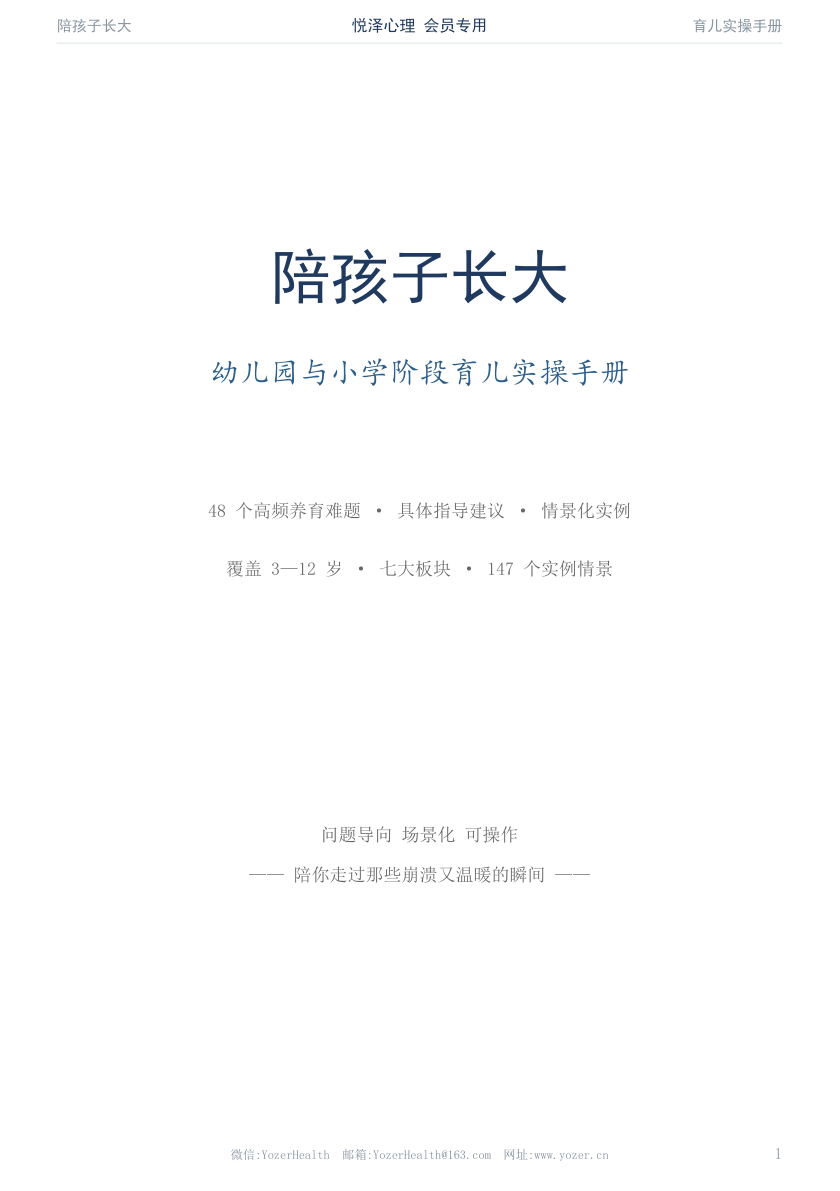 陪孩子长大 悦泽心理 会员专用 育儿实操手册
陪孩子长大
幼儿园与小学阶段育儿实操手册
48 个高频养育难题 • 具体指导建议 • 情景化实例
覆盖 3—12 岁 • 七大板块 • 147 个实例情景
问题导向 场景化 可操作
—— 陪你走过那些崩溃又温暖的瞬间 ——
微信:YozerHealth 邮箱:YozerHealth@163.com 网址:www.yozer.cn 1